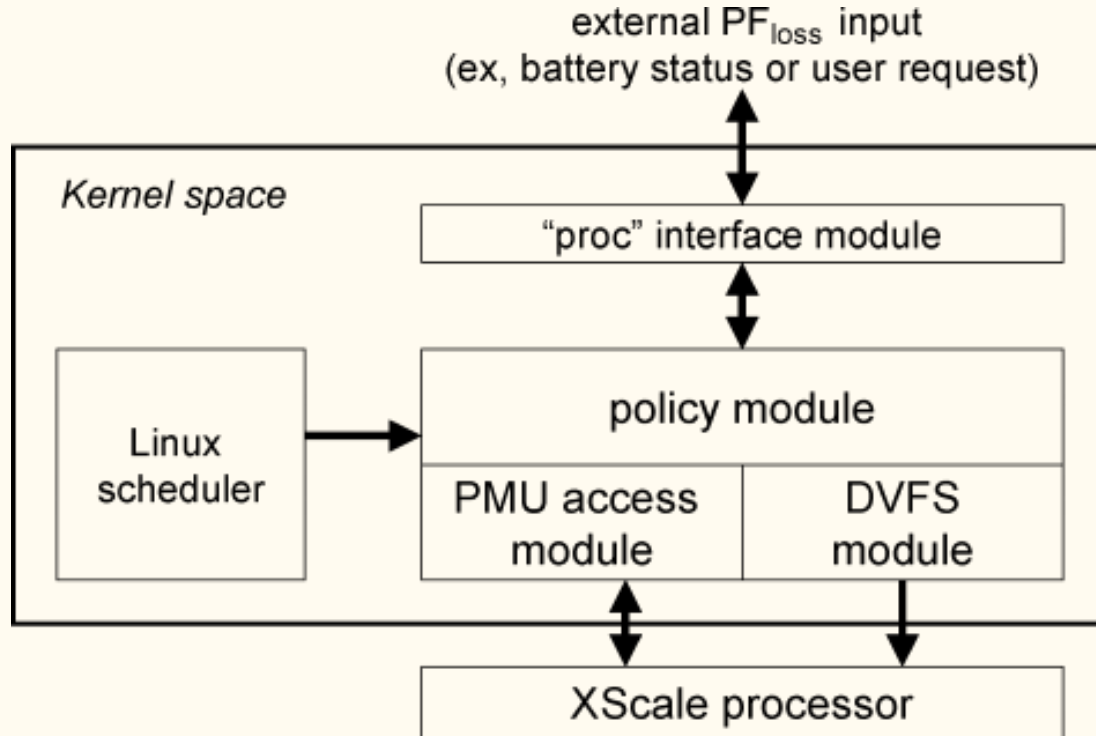 external PFloss input
(ex, battery status or user request)
Kernel space
“proc” interface module
policy module
Linux
scheduler
PMU access
module
DVFS
module
XScale processor